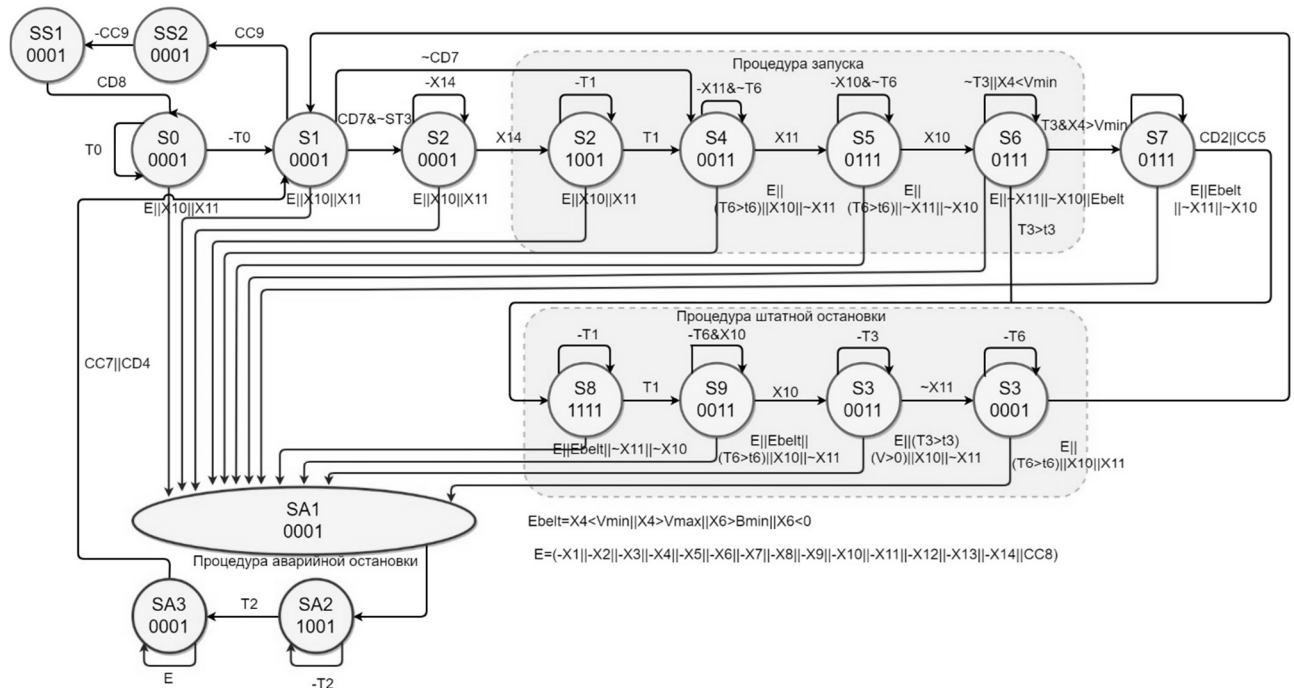 SS1
0001
-CC9
SS2
0001
CC9
CD8
~CD7
Процедура запуска
T0
S0
0001
-T0
S1
0001
CD7&~ST3
-X14
S2
0001
X14
-T1
S2
1001
T1
-X11&~T6
S4
0011
X11
-X10&~T6
S5
0111
X10
~T3||X4<Vmin
S6
0111
T3&X4>Vmin
S7
0111
CD2||CC5
E||X10||X11
E||X10||X11
E||X10||X11
E||X10||X11
E||
(T6>t6)||X10||~X11
E||
(T6>t6)||~X11||~X10
E||~X11||~X10||Ebelt
T3>t3
E||Ebelt
||~X11||~X10
Процедура штатной остановки
CC7||CD4
-T1
S8
1111
T1
-T6&X10
S9
0011
X10
-T3
S3
0011
~X11
-T6
S3
0001
E||Ebelt||~X11||~X10
E||Ebelt||
(T6>t6)||X10||~X11
E||(T3>t3)
(V>0)||X10||~X11
E||
(T6>t6)||X10||X11
SA1
0001
Ebelt=X4<Vmin||X4>Vmax||X6>Bmin||X6<0
E=(-X1||-X2||-X3||-X4||-X5||-X6||-X7||-X8||-X9||-X10||-X11||-X12||-X13||-X14||CC8)
Процедура аварийной остановки
SA3
0001
T2
SA2
1001
E
-T2